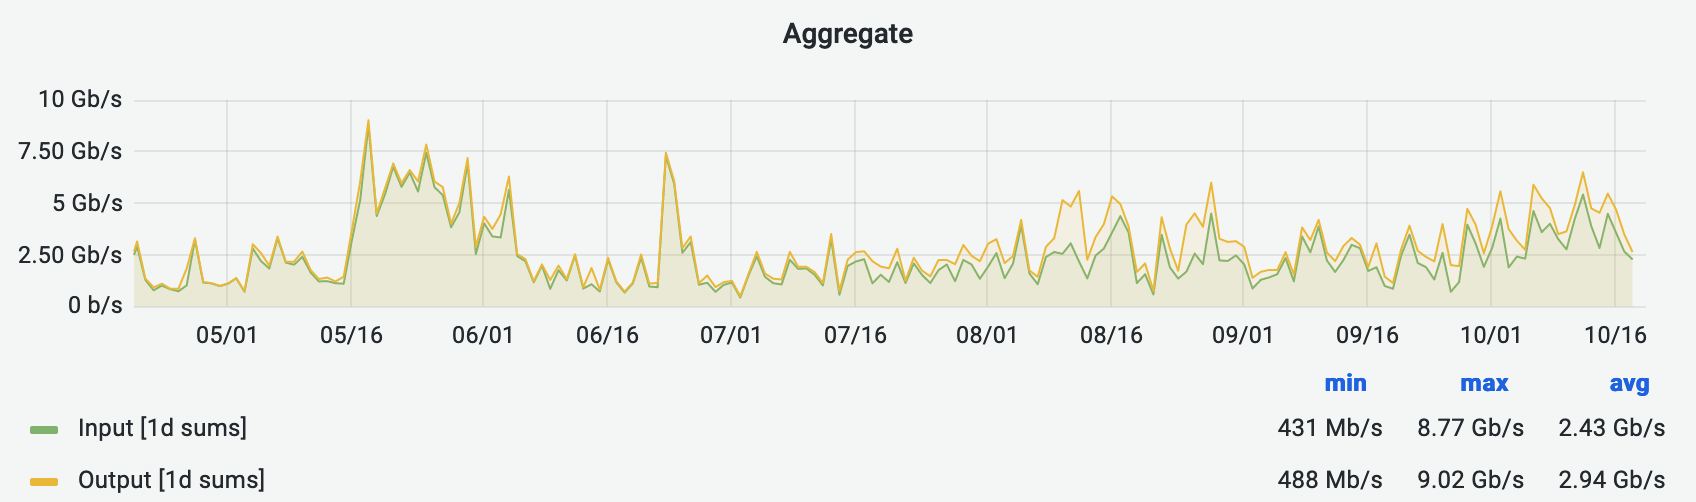 Aggregate
10 Gb/s
7.50 Gb/s
5 Gb/s
2.50 Gb/s
0 b/s
05/01 05/16 06/01 06/16 07/01 07/16 08/01 08/16 09/01 09/16 10/01 10/16
min max avg
Input [1d sums] 431 Mb/s 8.77 Gb/s 2.43 Gb/s
Output [1d sums] 488 Mb/s 9.02 Gb/s 2.94 Gb/s